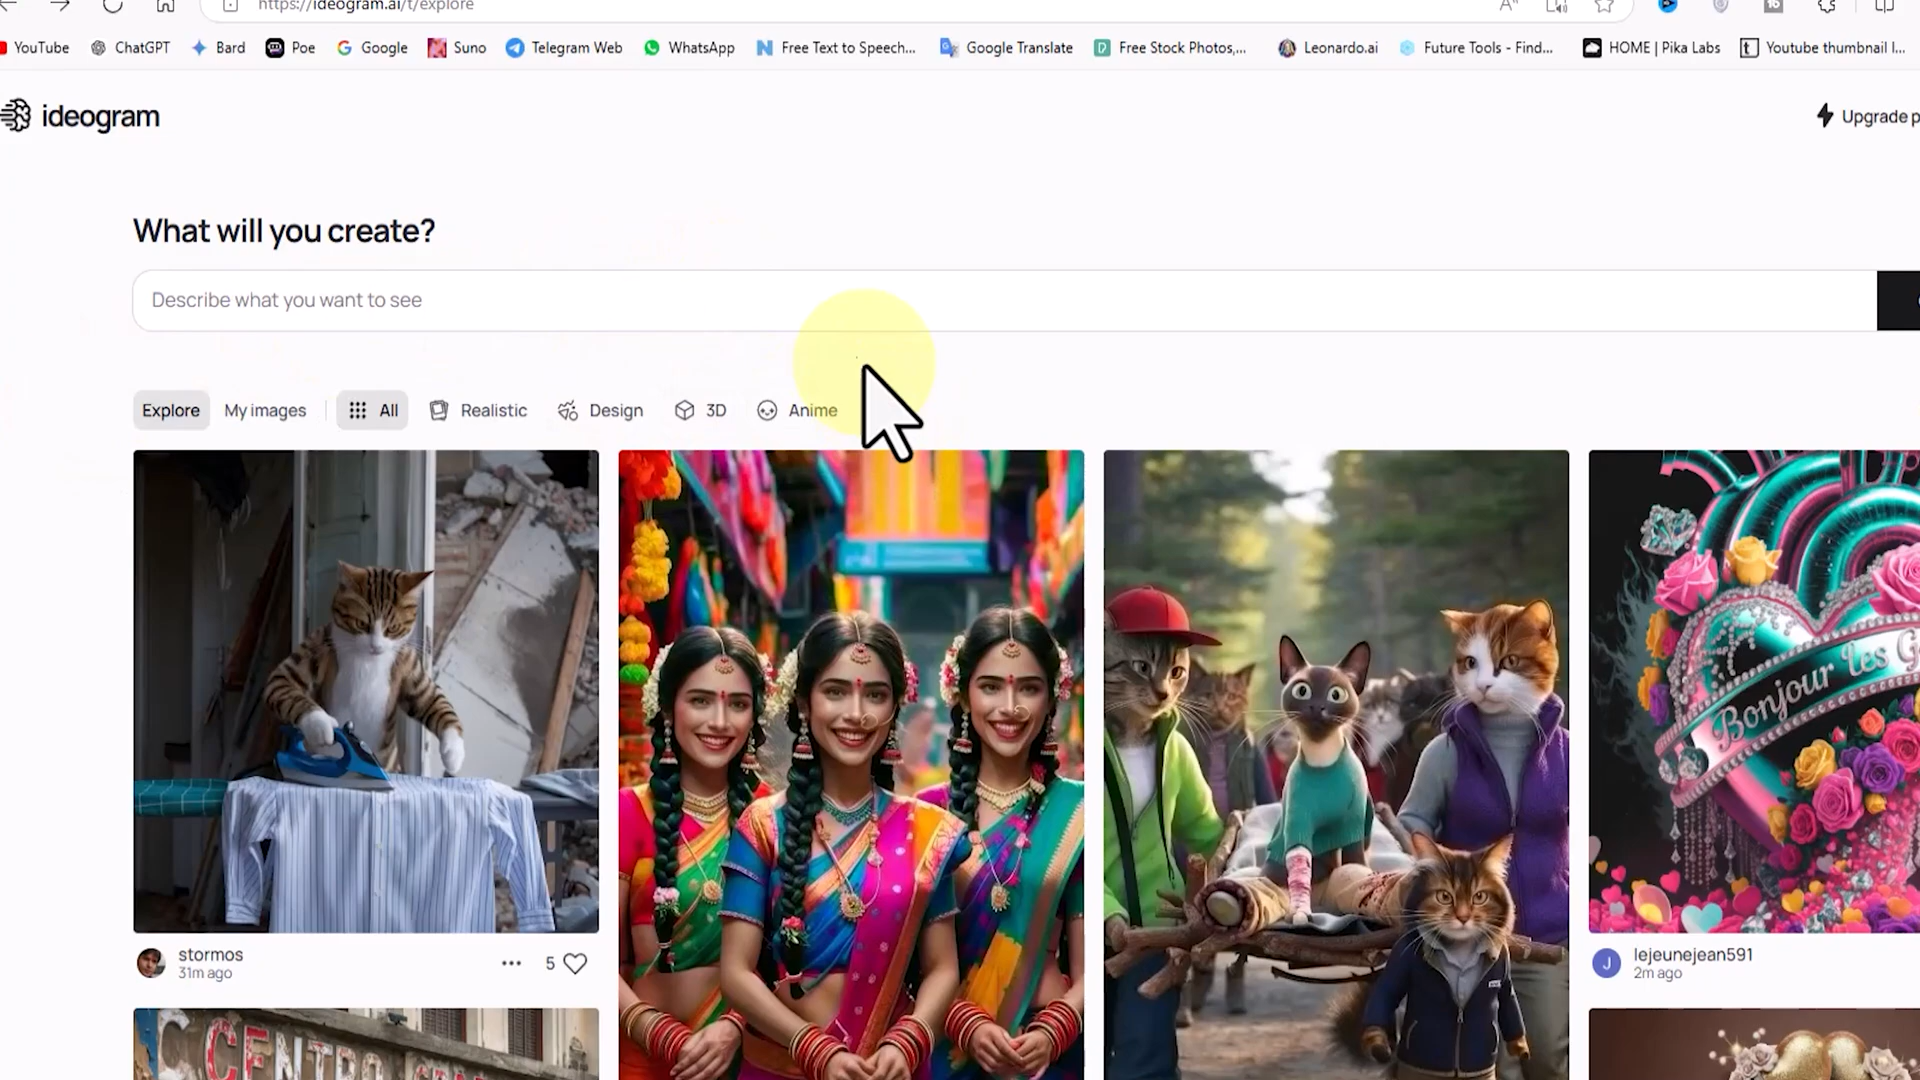 https://ideogram.ai/t/explore
YouTube ChatGPT Bard Poe Google Suno Telegram Web WhatsApp Free Text to Speech... Google Translate Free Stock Photos,... Leonardo.ai Future Tools - Find... HOME | Pika Labs Youtube thumbnail I...
ideogram
Upgrade p
What will you create?
Describe what you want to see
Explore My images All Realistic Design 3D Anime
Bonjour Les G
stormos
31m ago
5
J
lejeunejean591
2m ago
CENTRO